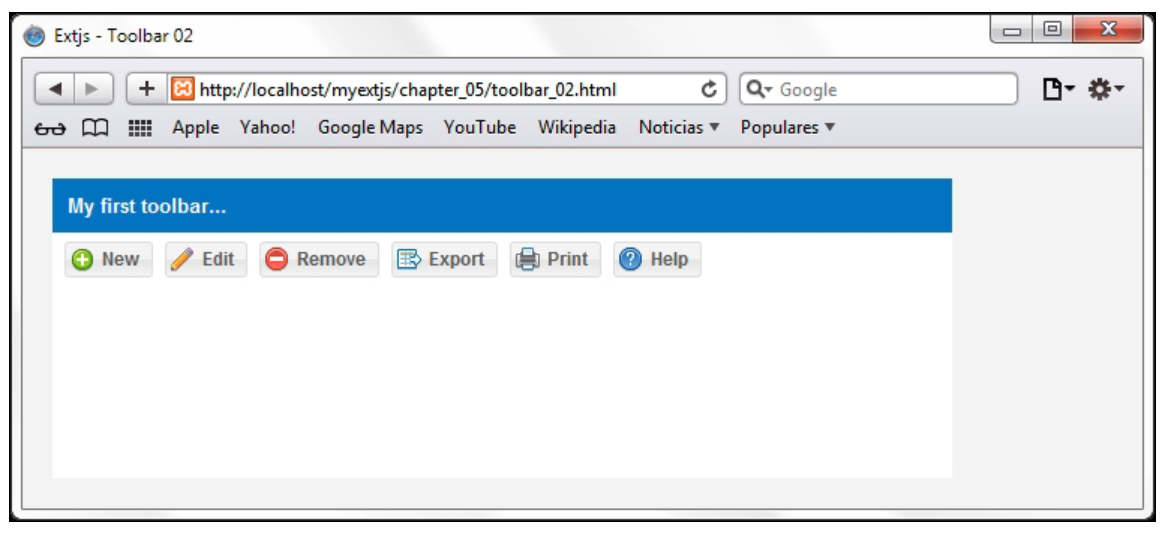 Extjs - Toolbar 02
http://localhost/myextjs/chapter_05/toolbar_02.html Google
Apple Yahoo! Google Maps YouTube Wikipedia Noticias Populares
My first toolbar...
New Edit Remove Export Print Help